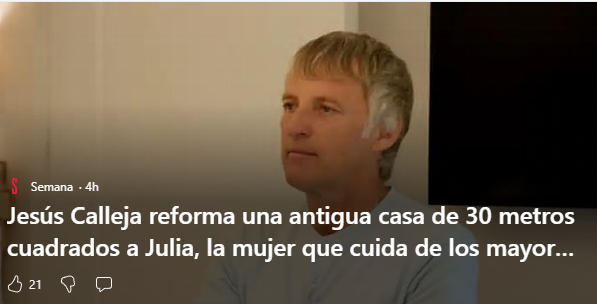 Semana · 4h
Jesús Calleja reforma una antigua casa de 30 metros
cuadrados a Julia, la mujer que cuida de los mayor...
21